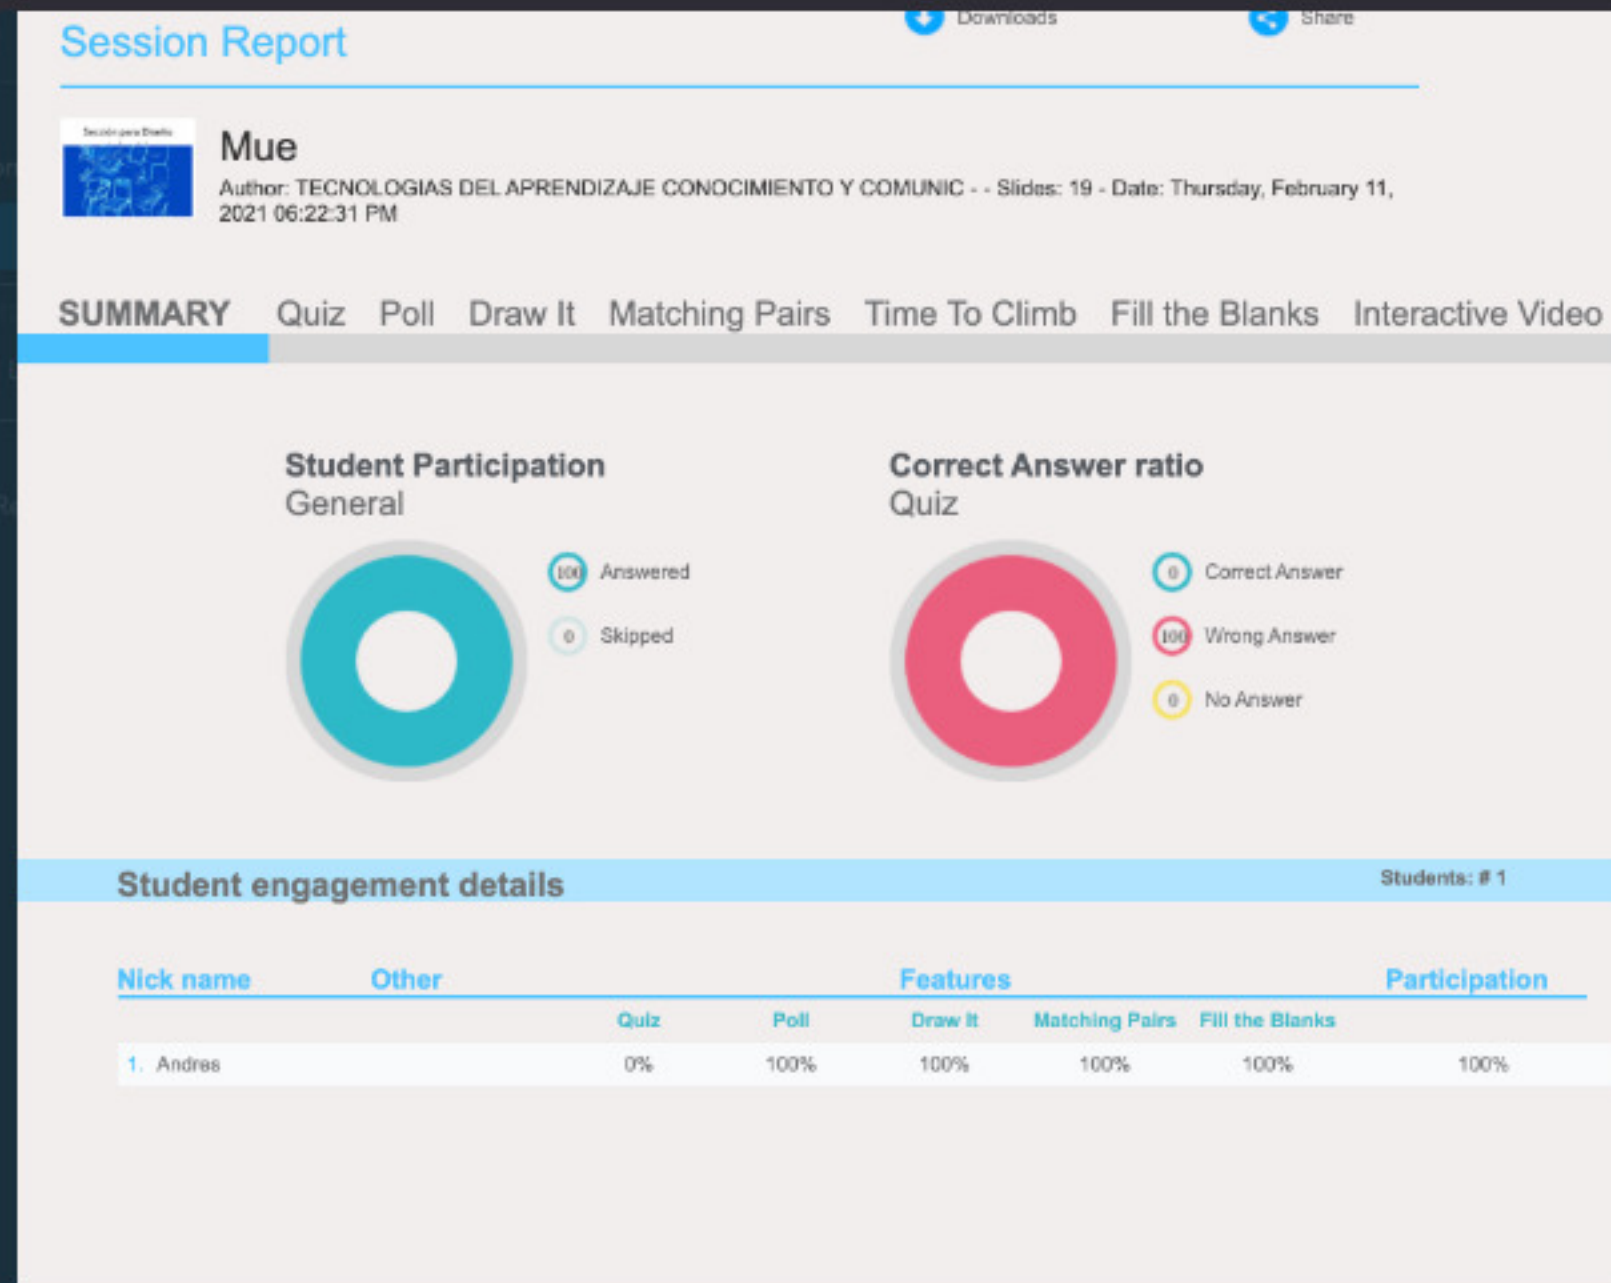 Downloads
Share
Session Report
Sección para Diseño
Mue
Author: TECNOLOGIAS DEL APRENDIZAJE CONOCIMIENTO Y COMUNIC - - Slides: 19 - Date: Thursday, February 11,
2021 06:22:31 PM
SUMMARY Quiz Poll Draw It Matching Pairs Time To Climb Fill the Blanks Interactive Video
Student Participation
General
100 Answered
0 Skipped
Correct Answer ratio
Quiz
0 Correct Answer
100 Wrong Answer
0 No Answer
Student engagement details
Students: # 1
Nick name Other Features Participation
Quiz Poll Draw It Matching Pairs Fill the Blanks
1. Andres 0% 100% 100% 100% 100% 100%